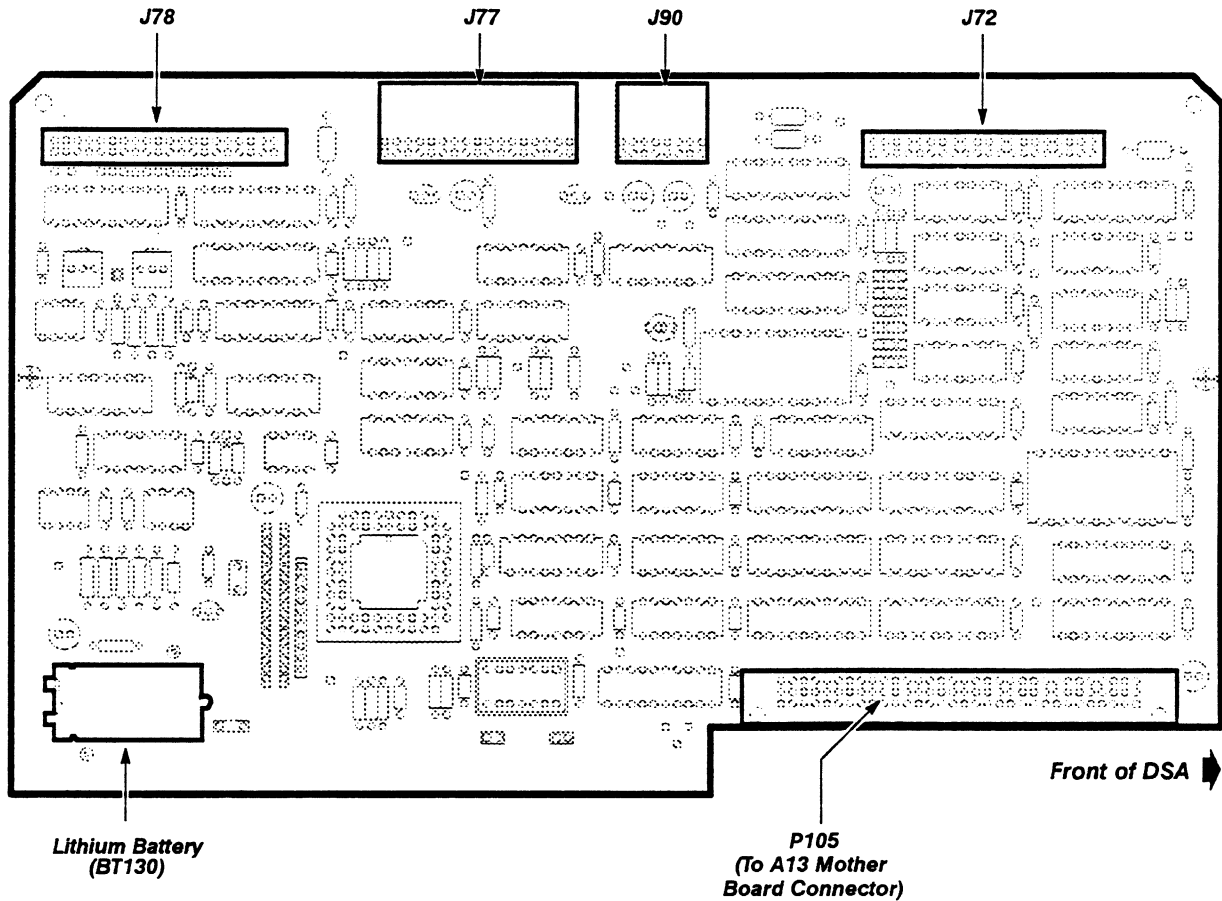 J78
J77
J90
J72
Front of DSA
Lithium Battery
(BT130)
P105
(To A13 Mother
Board Connector)